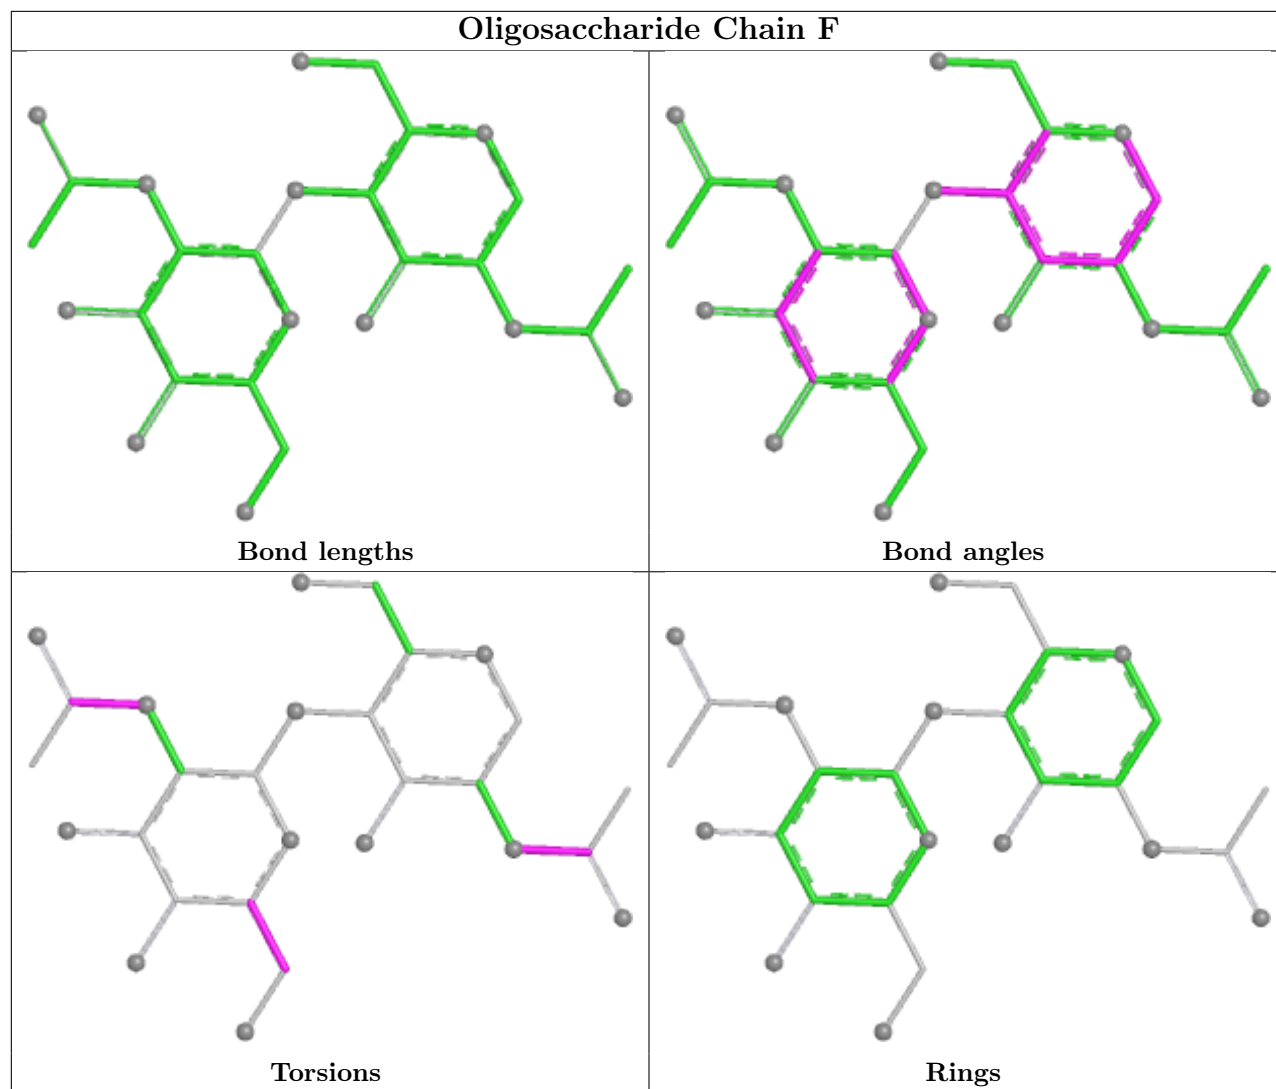 Oligosaccharide Chain F
Bond lengths
Bond angles
Torsions
Rings